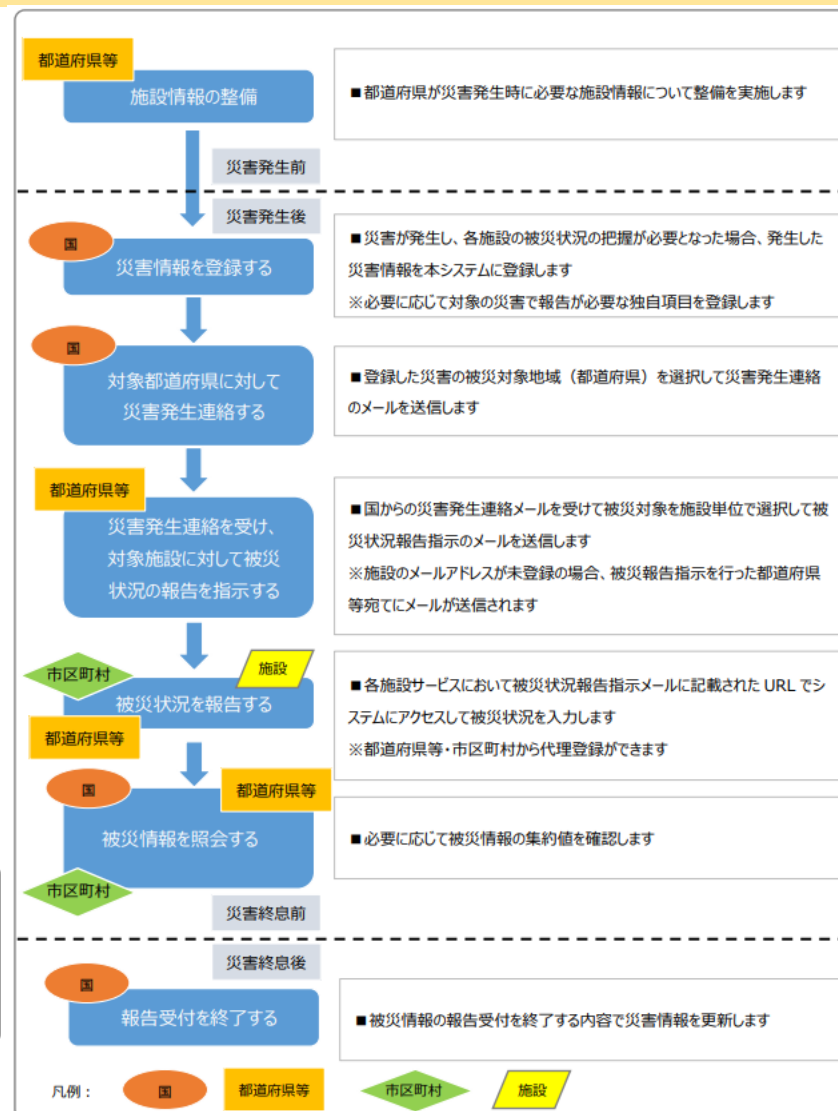 都道府県等
施設情報の整備
■都道府県が災害発生時に必要な施設情報について整備を実施します
災害発生前
災害発生後
国
災害情報を登録する
■災害が発生し、各施設の被災状況の把握が必要となった場合、発生した
災害情報を本システムに登録します
※必要に応じて対象の災害で報告が必要な独自項目を登録します
国
対象都道府県に対して
災害発生連絡する
■登録した災害の被災対象地域（都道府県）を選択して災害発生連絡
のメールを送信します
都道府県等
災害発生連絡を受け、
対象施設に対して被災
状況の報告を指示する
■国からの災害発生連絡メールを受けて被災対象を施設単位で選択して被
災状況報告指示のメールを送信します
※施設のメールアドレスが未登録の場合、被災報告指示を行った都道府県
等宛てにメールが送信されます
市区町村
施設
被災状況を報告する
都道府県等
■各施設サービスにおいて被災状況報告指示メールに記載された URL でシ
ステムにアクセスして被災状況を入力します
※都道府県等・市区町村から代理登録ができます
国
都道府県等
被災情報を照会する
市区町村
■必要に応じて被災情報の集約値を確認します
災害終息前
災害終息後
国
報告受付を終了する
■被災情報の報告受付を終了する内容で災害情報を更新します
凡例：
国
都道府県等
市区町村
施設